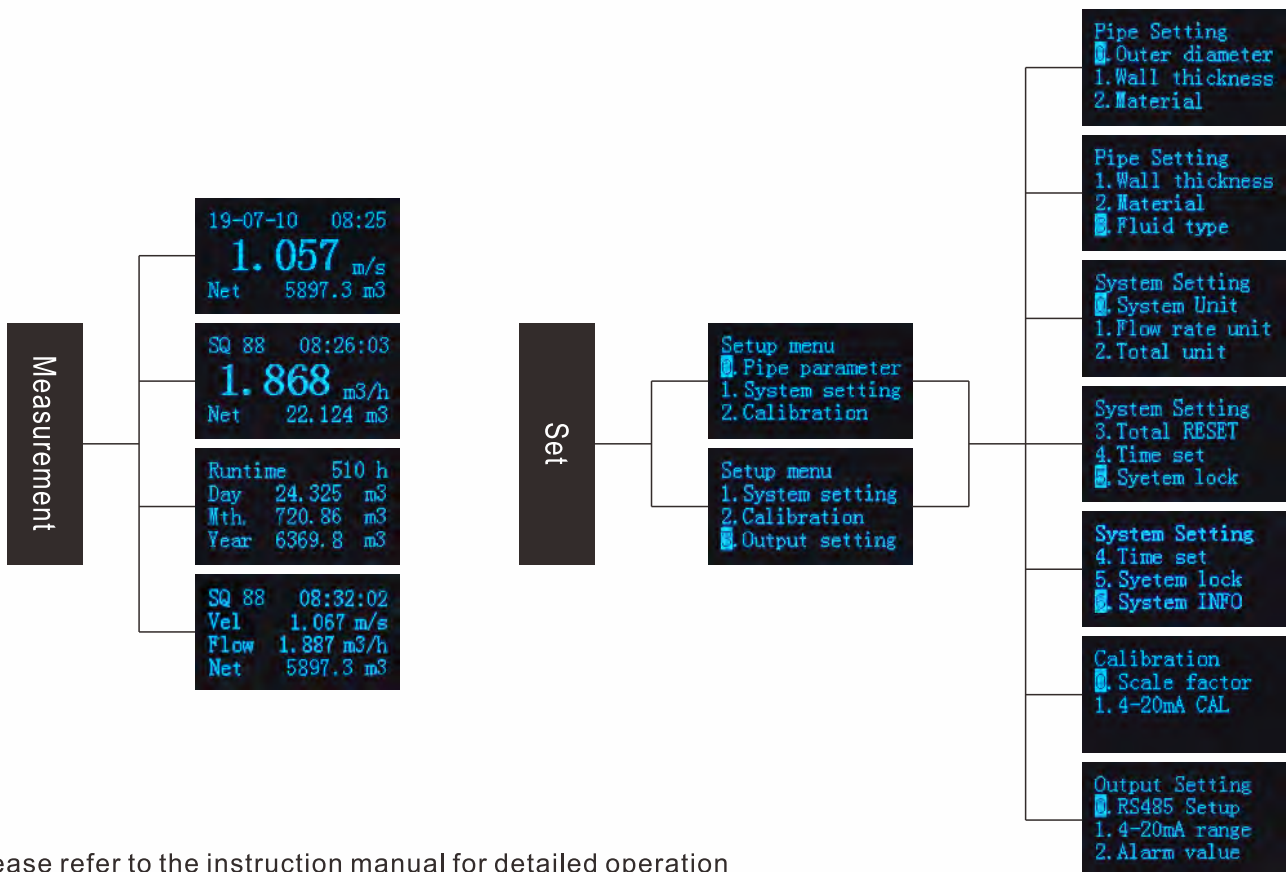 Measurement
19-07-10 08:25
1.057 m/s
Net 5897.3 m3
SQ 88 08:26:03
1.868 m3/h
Net 22.124 m3
Runtime 510 h
Day 24.325 m3
Mth. 720.86 m3
Year 6369.8 m3
SQ 88 08:32:02
Vel 1.067 m/s
Flow 1.887 m3/h
Net 5897.3 m3
Set
Setup menu
0.Pipe parameter
1.System setting
2.Calibration
Setup menu
1.System setting
2.Calibration
3.Output setting
Pipe Setting
0.Outer diameter
1.Wall thickness
2.Material
Pipe Setting
1.Wall thickness
2.Material
3.Fluid type
System Setting
0.System Unit
1.Flow rate unit
2.Total unit
System Setting
3.Total RESET
4.Time set
5.Syetem lock
System Setting
4.Time set
5.Syetem lock
6.System INFO
Calibration
0.Scale factor
1.4-20mA CAL
Output Setting
0.RS485 Setup
1.4-20mA range
2.Alarm value
ease refer to the instruction manual for detailed operation